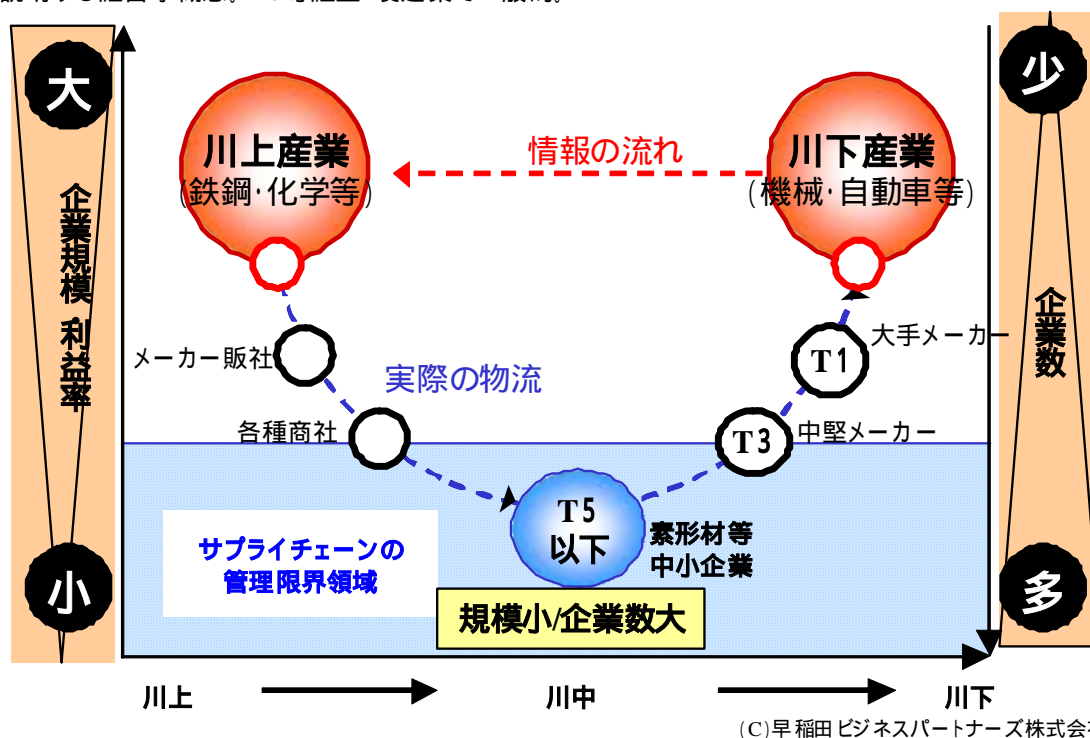 大
企業規模・利益率
小
川上産業
(鉄鋼・化学等)
情報の流れ
川下産業
(機械・自動車等)
少
企業数
多
メーカー販社
実際の物流
各種商社
T1
大手メーカー
T3
中堅メーカー
T5
以下
素形材等
中小企業
サプライチェーンの
管理限界領域
規模小/企業数大
川上
川中
川下
(C)早稲田ビジネスパートナーズ株式会